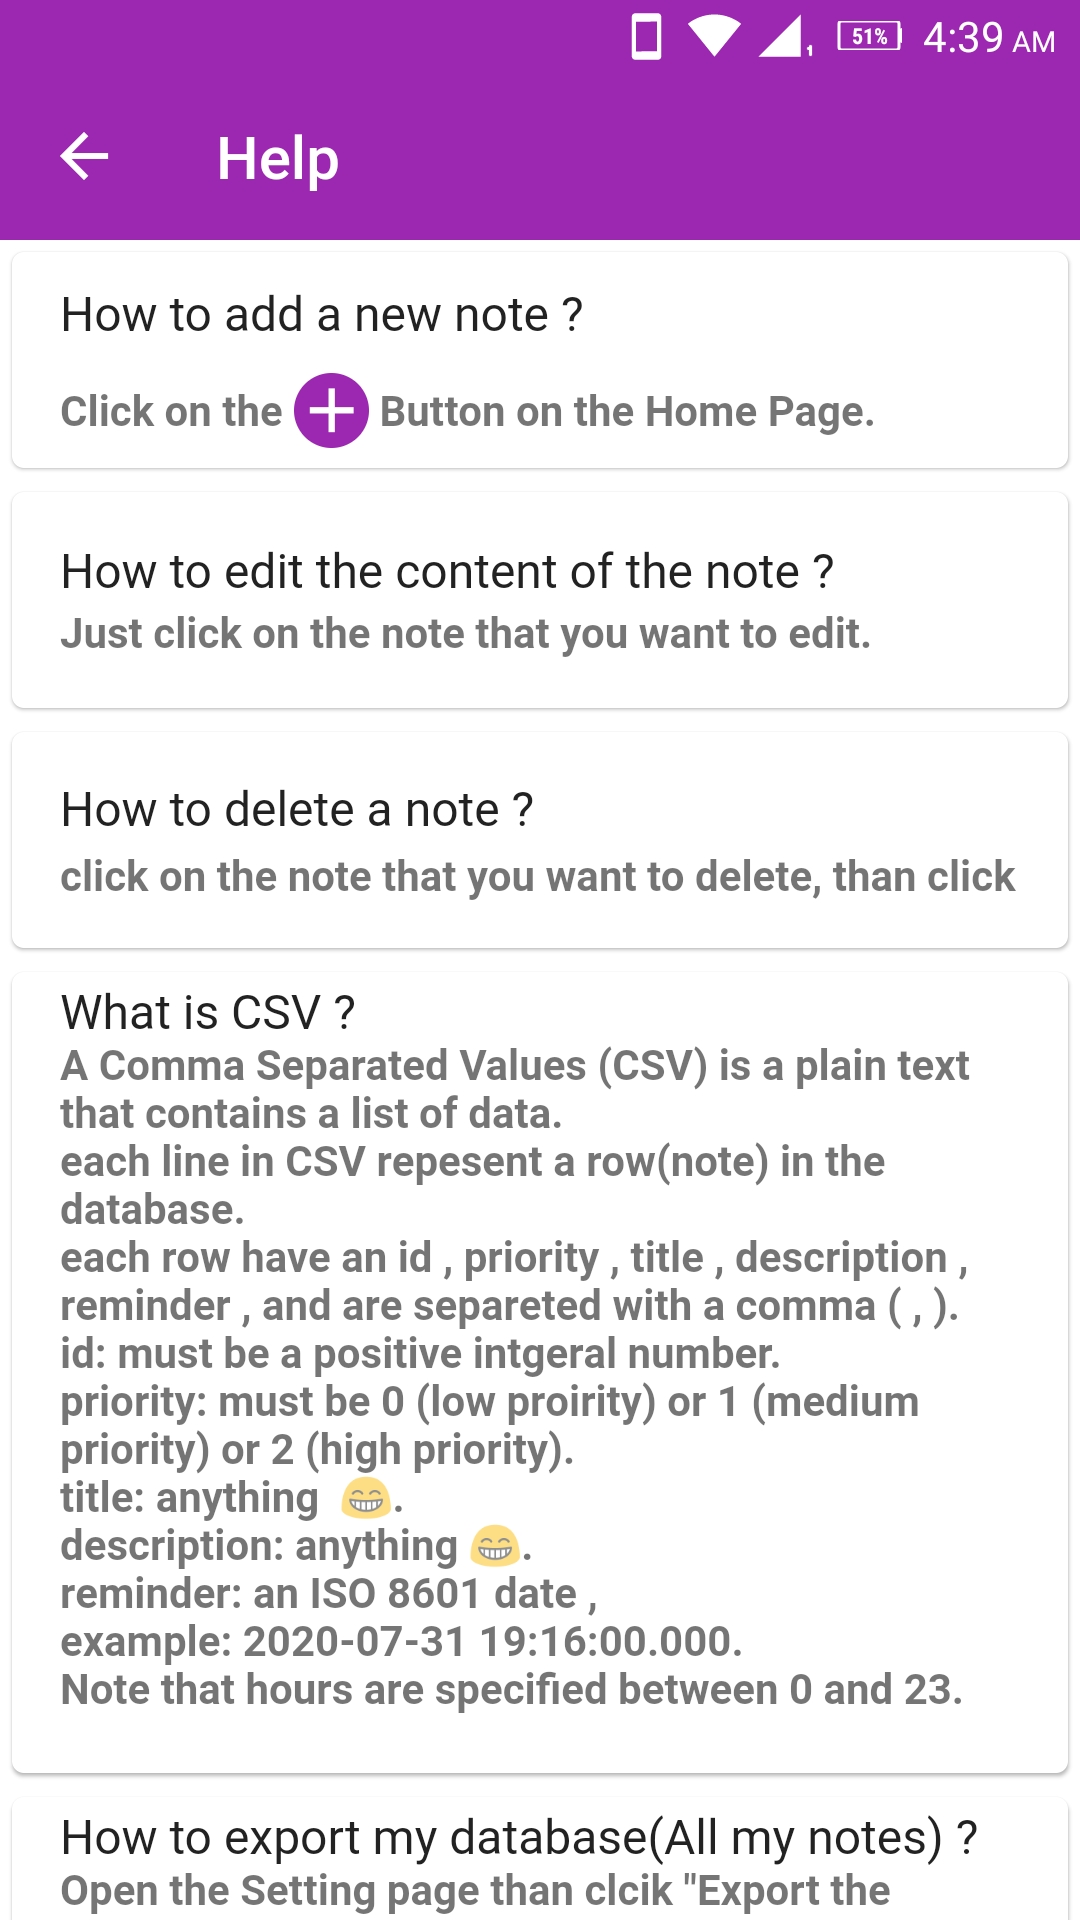 51% 4:39 AM
Help
How to add a new note ?
Click on the + Button on the Home Page.
How to edit the content of the note ?
Just click on the note that you want to edit.
How to delete a note ?
click on the note that you want to delete, than click
What is CSV ?
A Comma Separated Values (CSV) is a plain text
that contains a list of data.
each line in CSV repesent a row(note) in the
database.
each row have an id , priority , title , description ,
reminder , and are separeted with a comma ( , ).
id: must be a positive intgeral number.
priority: must be 0 (low proirity) or 1 (medium
priority) or 2 (high priority).
title: anything 😁.
description: anything 😁.
reminder: an ISO 8601 date ,
example: 2020-07-31 19:16:00.000.
Note that hours are specified between 0 and 23.
How to export my database(All my notes) ?
Open the Setting page than clcik "Export the